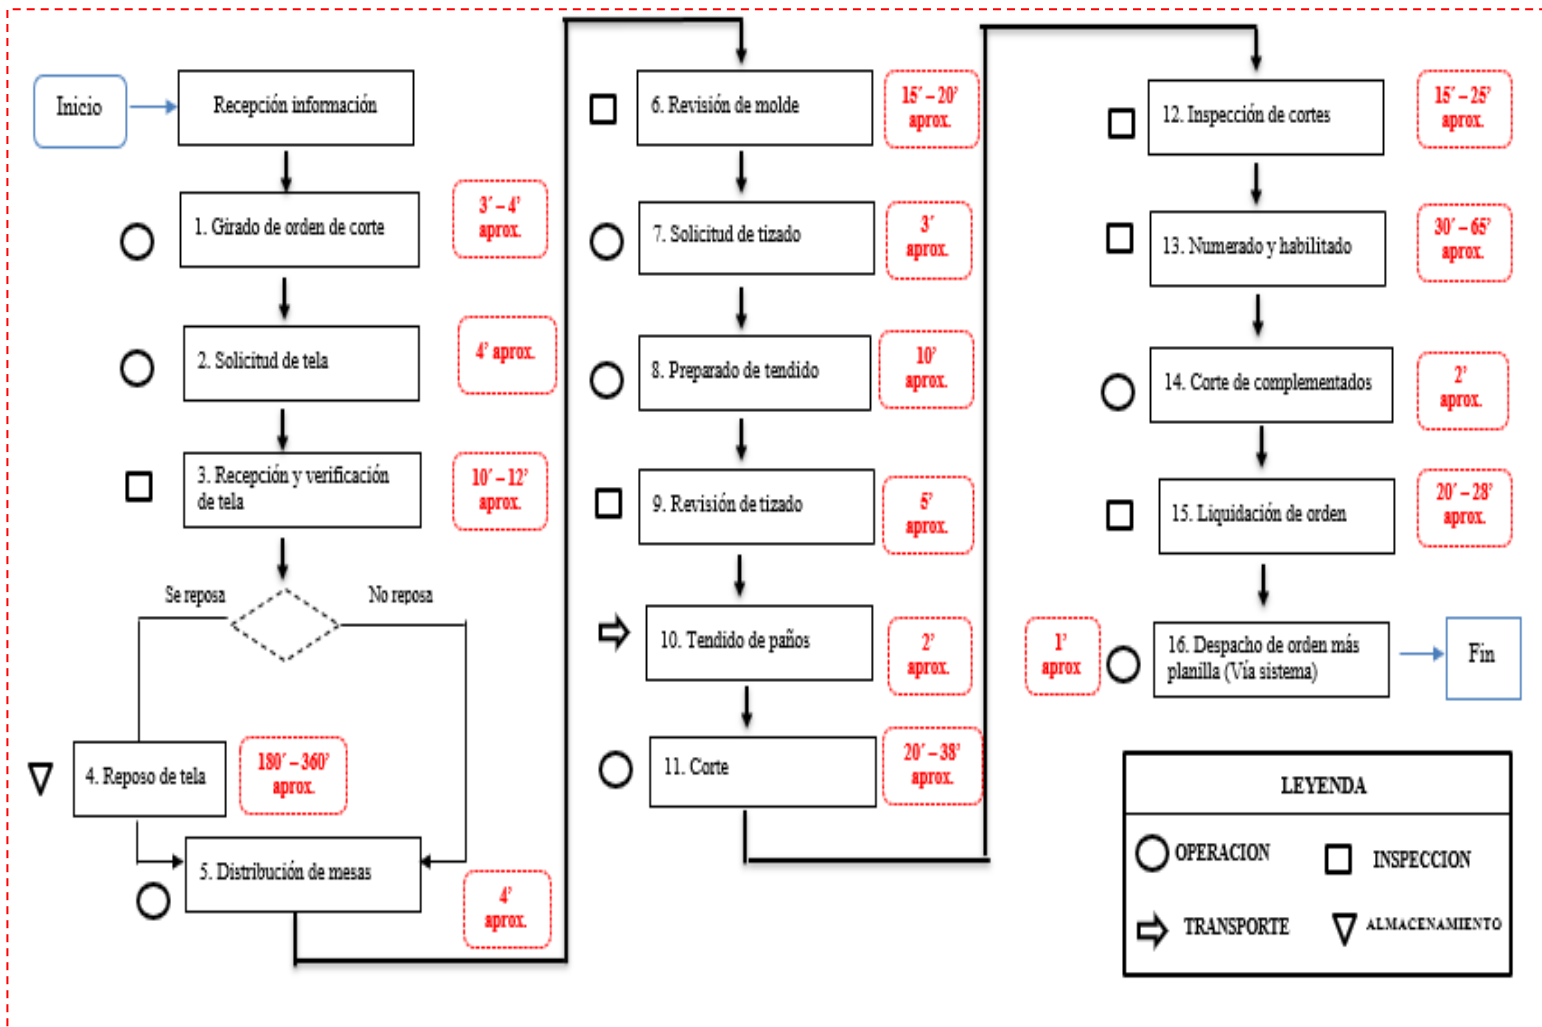 Inicio
Recepción información
1. Girado de orden de corte
3´ – 4’
aprox.
2. Solicitud de tela
4’ aprox.
3. Recepción y verificación
de tela
10´ – 12’
aprox.
Se reposa
No reposa
4. Reposo de tela
180´ – 360’
aprox.
5. Distribución de mesas
4’
aprox.
6. Revisión de molde
15´ – 20’
aprox.
7. Solicitud de tizado
3´
aprox.
8. Preparado de tendido
10’
aprox.
9. Revisión de tizado
5’
aprox.
10. Tendido de paños
2’
aprox.
11. Corte
20´ – 38’
aprox.
12. Inspección de cortes
15´ – 25’
aprox.
13. Numerado y habilitado
30´ – 65’
aprox.
14. Corte de complementados
2’
aprox.
15. Liquidación de orden
20´ – 28’
aprox.
1’
aprox
16. Despacho de orden más
planilla (Vía sistema)
Fin
LEYENDA
OPERACION
INSPECCION
TRANSPORTE
ALMACENAMIENTO